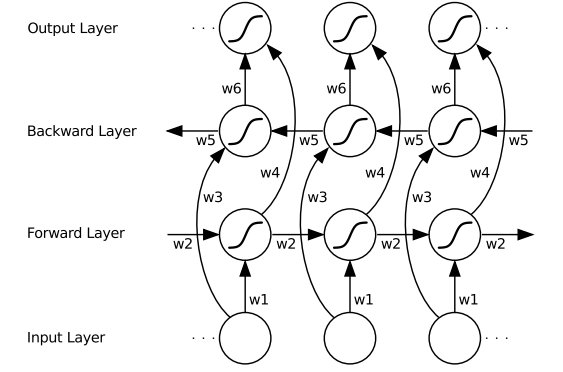 Output Layer
· · ·
· · ·
w6
w6
w6
Backward Layer
w5
w5
w5
w5
w4
w4
w4
w3
w3
w3
Forward Layer
w2
w2
w2
w2
w1
w1
w1
Input Layer
· · ·
· · ·